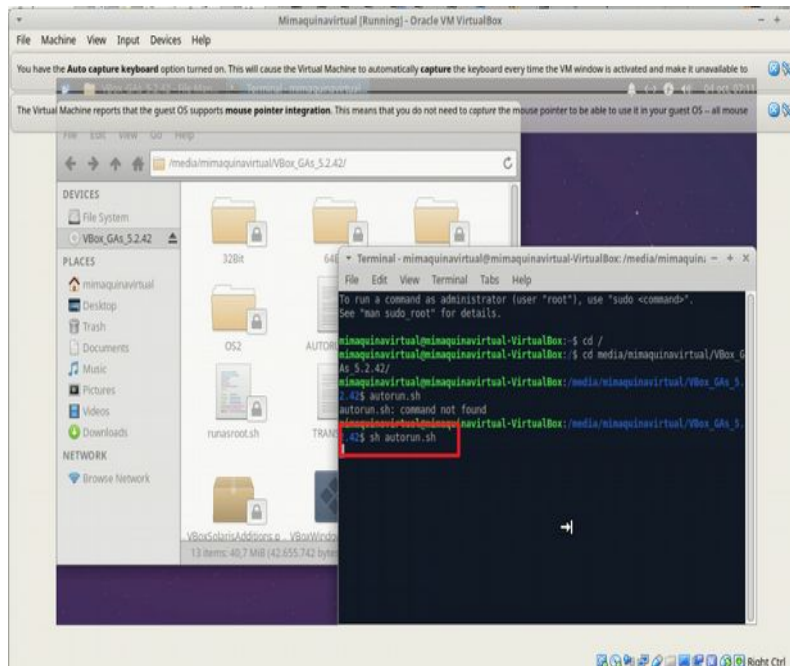 Mimaquinavirtual [Running] - Oracle VM VirtualBox
File Machine View Input Devices Help
You have the Auto capture keyboard option turned on. This will cause the Virtual Machine to automatically capture the keyboard every time the VM window is activated and make it unavailable to
The Virtual Machine reports that the guest OS supports mouse pointer integration. This means that you do not need to capture the mouse pointer to be able to use it in your guest OS -- all mouse
File Edit View Go Help
/media/mimaquinavirtual/VBox_GAs_5.2.42/
DEVICES
File System
VBox_GAs_5.2.42
PLACES
mimaquinavirtual
Desktop
Trash
Documents
Music
Pictures
Videos
Downloads
NETWORK
Browse Network
32Bit
OS2
runasroot.sh
VBoxSolarisAdditions.p
13 items: 40,7 MiB (42.655.742 bytes
Terminal - mimaquinavirtual@mimaquinavirtual-VirtualBox: /media/mimaquin
File Edit View Terminal Tabs Help
To run a command as administrator (user "root"), use "sudo <command>".
See "man sudo_root" for details.
mimaquinavirtual@mimaquinavirtual-VirtualBox:~$ cd /
mimaquinavirtual@mimaquinavirtual-VirtualBox:/$ cd media/mimaquinavirtual/VBox_G
As_5.2.42/
mimaquinavirtual@mimaquinavirtual-VirtualBox:/media/mimaquinavirtual/VBox_GAs_5.
2.42$ autorun.sh
autorun.sh: command not found
mimaquinavirtual@mimaquinavirtual-VirtualBox:/media/mimaquinavirtual/VBox_GAs_5.
2.42$ sh autorun.sh
Right Ctrl